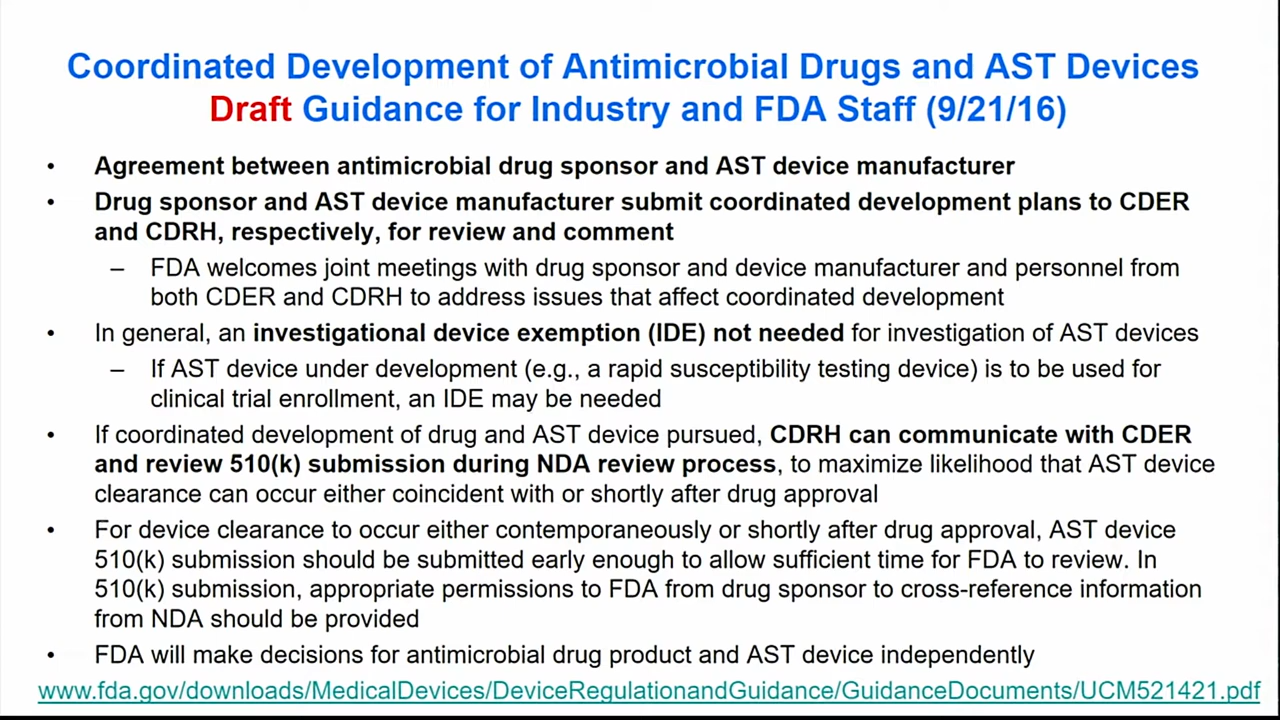 Coordinated Development of Antimicrobial Drugs and AST Devices
Draft Guidance for Industry and FDA Staff (9/21/16)
• Agreement between antimicrobial drug sponsor and AST device manufacturer
• Drug sponsor and AST device manufacturer submit coordinated development plans to CDER
and CDRH, respectively, for review and comment
– FDA welcomes joint meetings with drug sponsor and device manufacturer and personnel from
both CDER and CDRH to address issues that affect coordinated development
• In general, an investigational device exemption (IDE) not needed for investigation of AST devices
– If AST device under development (e.g., a rapid susceptibility testing device) is to be used for
clinical trial enrollment, an IDE may be needed
• If coordinated development of drug and AST device pursued, CDRH can communicate with CDER
and review 510(k) submission during NDA review process, to maximize likelihood that AST device
clearance can occur either coincident with or shortly after drug approval
• For device clearance to occur either contemporaneously or shortly after drug approval, AST device
510(k) submission should be submitted early enough to allow sufficient time for FDA to review. In
510(k) submission, appropriate permissions to FDA from drug sponsor to cross-reference information
from NDA should be provided
• FDA will make decisions for antimicrobial drug product and AST device independently
www.fda.gov/downloads/MedicalDevices/DeviceRegulationandGuidance/GuidanceDocuments/UCM521421.pdf